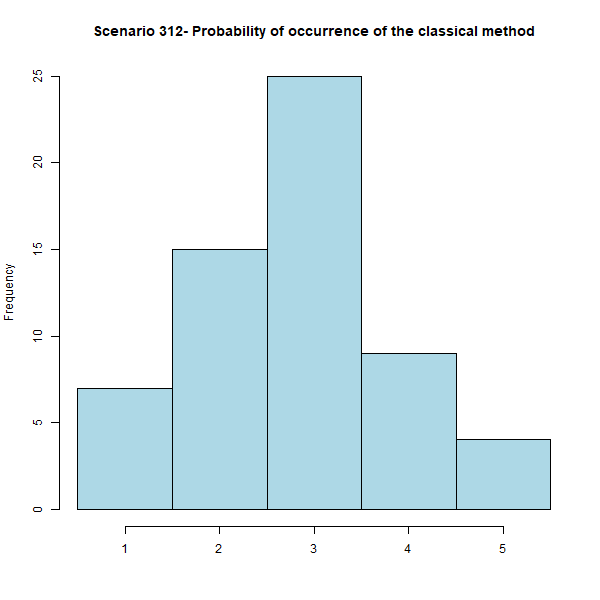 Scenario 312- Probability of occurrence of the classical method
Frequency
25
20
15
10
5
0
1 2 3 4 5